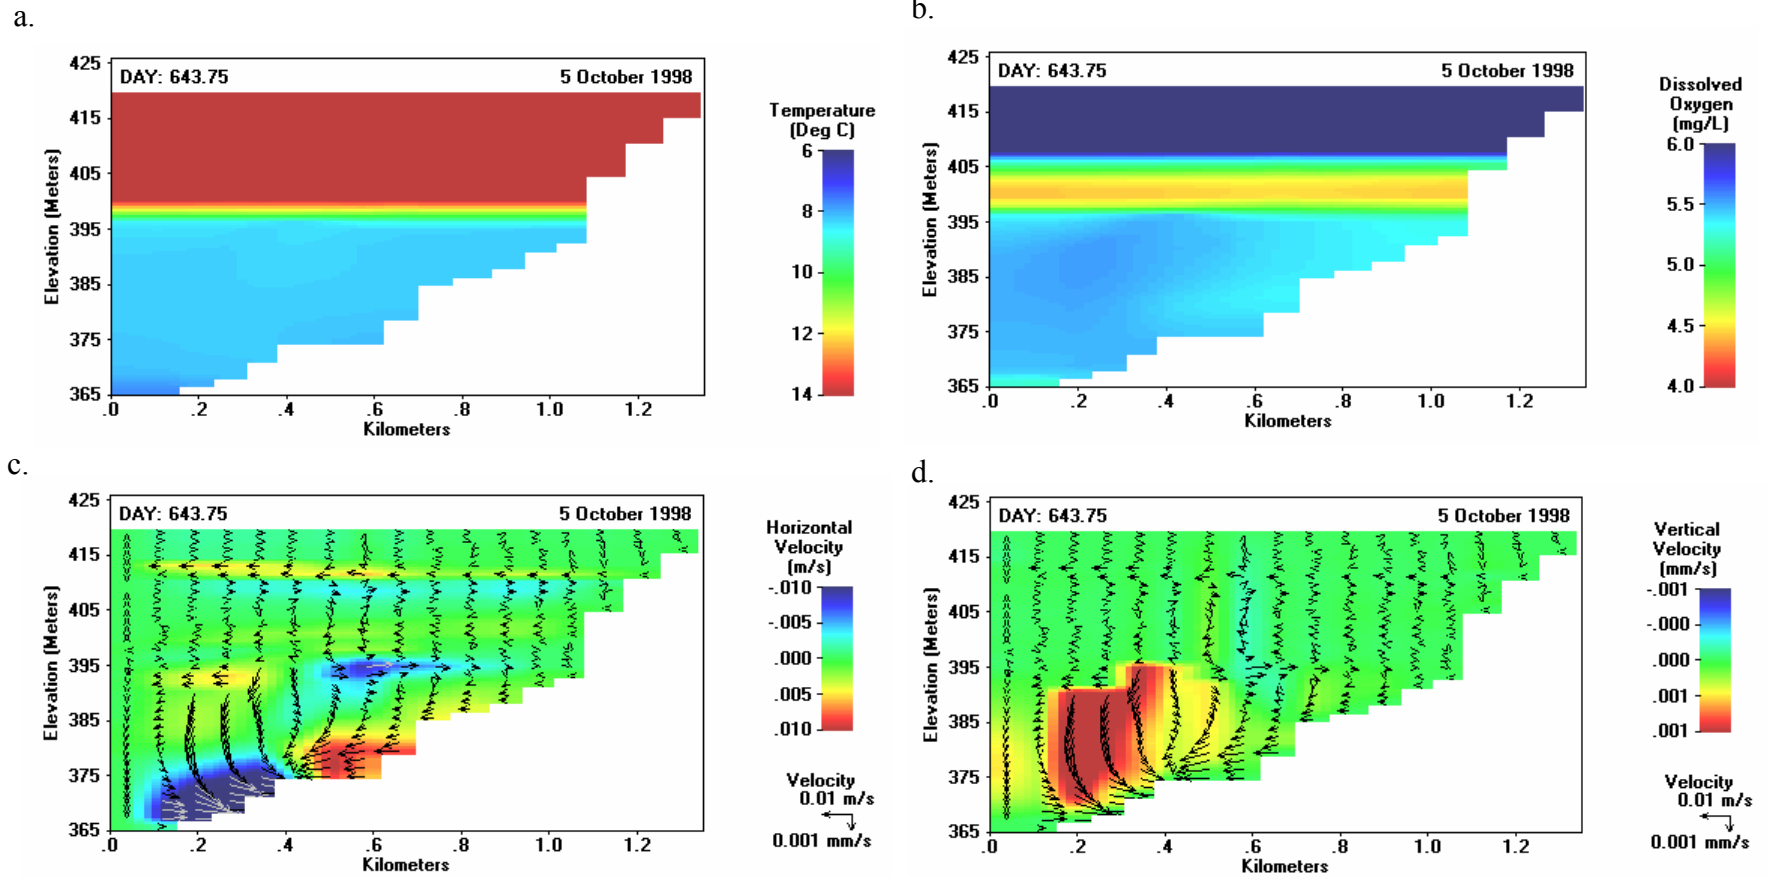 a.
425
DAY: 643.75 5 October 1998
415
405
395
385
375
365
Elevation (Meters)
.0 .2 .4 .6 .8 1.0 1.2
Kilometers
Temperature
(Deg C)
6
8
10
12
14
b.
425
DAY: 643.75 5 October 1998
415
405
395
385
375
365
Elevation (Meters)
.0 .2 .4 .6 .8 1.0 1.2
Kilometers
Dissolved
Oxygen
(mg/L)
6.0
5.5
5.0
4.5
4.0
c.
425
DAY: 643.75 5 October 1998
415
405
395
385
375
365
Elevation (Meters)
.0 .2 .4 .6 .8 1.0 1.2
Kilometers
Horizontal
Velocity
(m/s)
-.010
-.005
.000
.005
.010
Velocity
0.01 m/s
0.001 mm/s
d.
425
DAY: 643.75 5 October 1998
415
405
395
385
375
365
Elevation (Meters)
.0 .2 .4 .6 .8 1.0 1.2
Kilometers
Vertical
Velocity
(mm/s)
-.001
-.000
.000
.001
.001
Velocity
0.01 m/s
0.001 mm/s